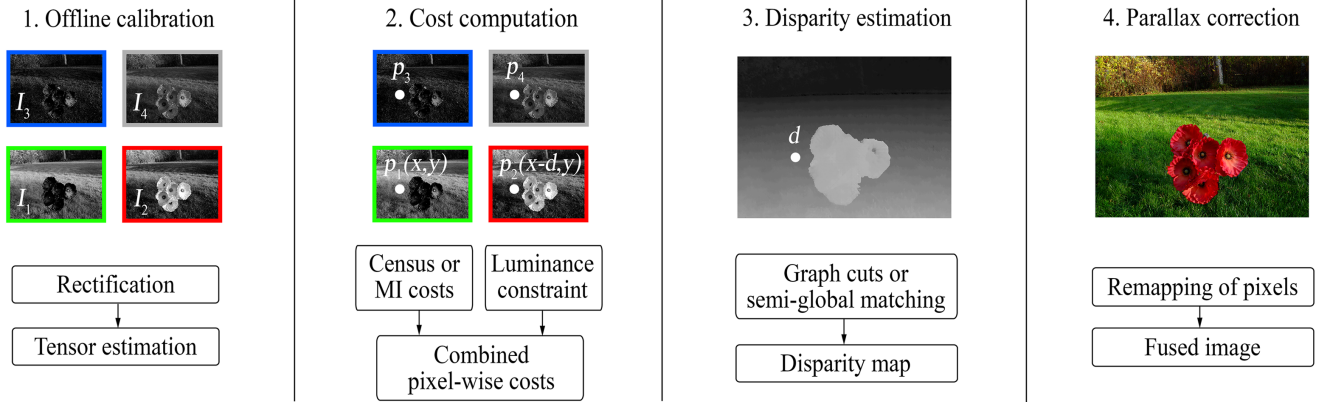 1. Offline calibration
I3
I4
I1
I2
Rectification
Tensor estimation
2. Cost computation
p3
p4
p1(x,y)
p2(x-d,y)
Census or
MI costs
Luminance
constraint
Combined
pixel-wise costs
3. Disparity estimation
d
Graph cuts or
semi-global matching
Disparity map
4. Parallax correction
Remapping of pixels
Fused image